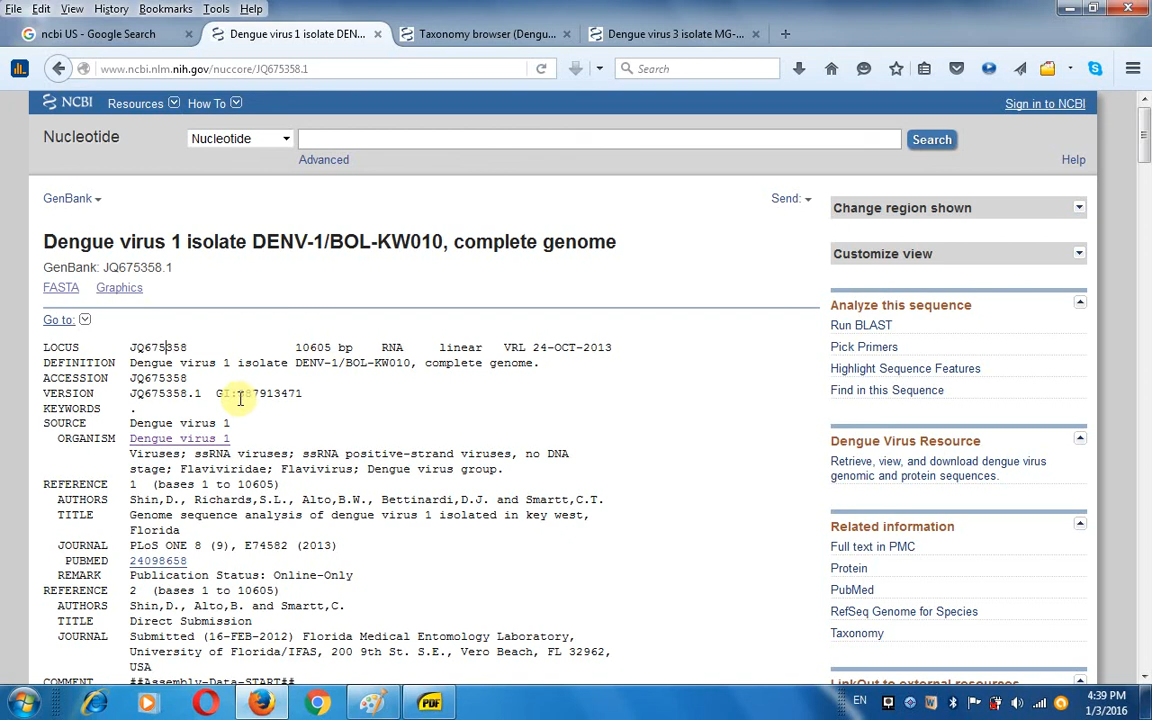 File Edit View History Bookmarks Tools Help
ncbi US - Google Search
Dengue virus 1 isolate DEN...
Taxonomy browser (Dengu...
Dengue virus 3 isolate MG-...
www.ncbi.nlm.nih.gov/nuccore/JQ675358.1
Search
NCBI Resources How To Sign in to NCBI
Nucleotide Nucleotide Search
Advanced Help
GenBank Send:
Dengue virus 1 isolate DENV-1/BOL-KW010, complete genome
GenBank: JQ675358.1
FASTA Graphics
Go to:
LOCUS JQ675358 10605 bp RNA linear VRL 24-OCT-2013
DEFINITION Dengue virus 1 isolate DENV-1/BOL-KW010, complete genome.
ACCESSION JQ675358
VERSION JQ675358.1
KEYWORDS .
SOURCE Dengue virus 1
ORGANISM Dengue virus 1
Viruses; ssRNA viruses; ssRNA positive-strand viruses, no DNA
stage; Flaviviridae; Flavivirus; Dengue virus group.
REFERENCE 1 (bases 1 to 10605)
AUTHORS Shin,D., Richards,S.L., Alto,B.W., Bettinardi,D.J. and Smartt,C.T.
TITLE Genome sequence analysis of dengue virus 1 isolated in key west,
Florida
JOURNAL PLoS ONE 8 (9), E74582 (2013)
PUBMED 24098658
REMARK Publication Status: Online-Only
REFERENCE 2 (bases 1 to 10605)
AUTHORS Shin,D., Alto,B. and Smartt,C.
TITLE Direct Submission
JOURNAL Submitted (16-FEB-2012) Florida Medical Entomology Laboratory,
University of Florida/IFAS, 200 9th St. S.E., Vero Beach, FL 32962,
USA
COMMENT ##Assembly-Data-START##
Change region shown
Customize view
Analyze this sequence
Run BLAST
Pick Primers
Highlight Sequence Features
Find in this Sequence
Dengue Virus Resource
Retrieve, view, and download dengue virus
genomic and protein sequences.
Related information
Full text in PMC
Protein
PubMed
RefSeq Genome for Species
Taxonomy
LinkOut to external resources
PDF
EN
4:39 PM
1/3/2016